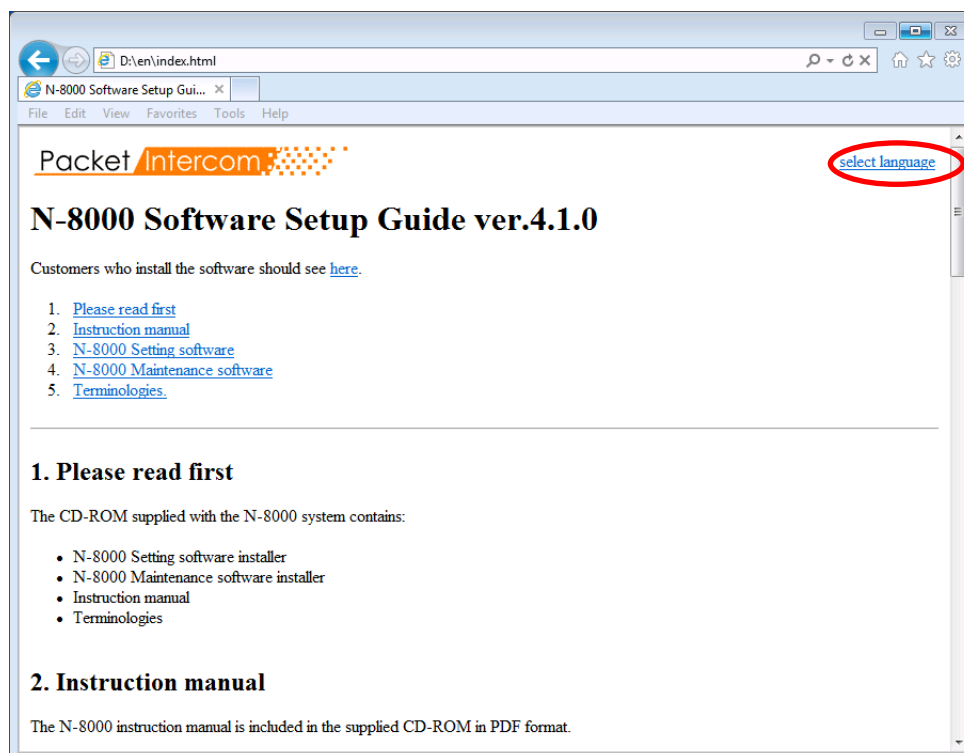 D:\en\index.html
N-8000 Software Setup Gui...
File Edit View Favorites Tools Help
Packet Intercom
select language
N-8000 Software Setup Guide ver.4.1.0
Customers who install the software should see here.
1. Please read first
2. Instruction manual
3. N-8000 Setting software
4. N-8000 Maintenance software
5. Terminologies.
1. Please read first
The CD-ROM supplied with the N-8000 system contains:
• N-8000 Setting software installer
• N-8000 Maintenance software installer
• Instruction manual
• Terminologies
2. Instruction manual
The N-8000 instruction manual is included in the supplied CD-ROM in PDF format.